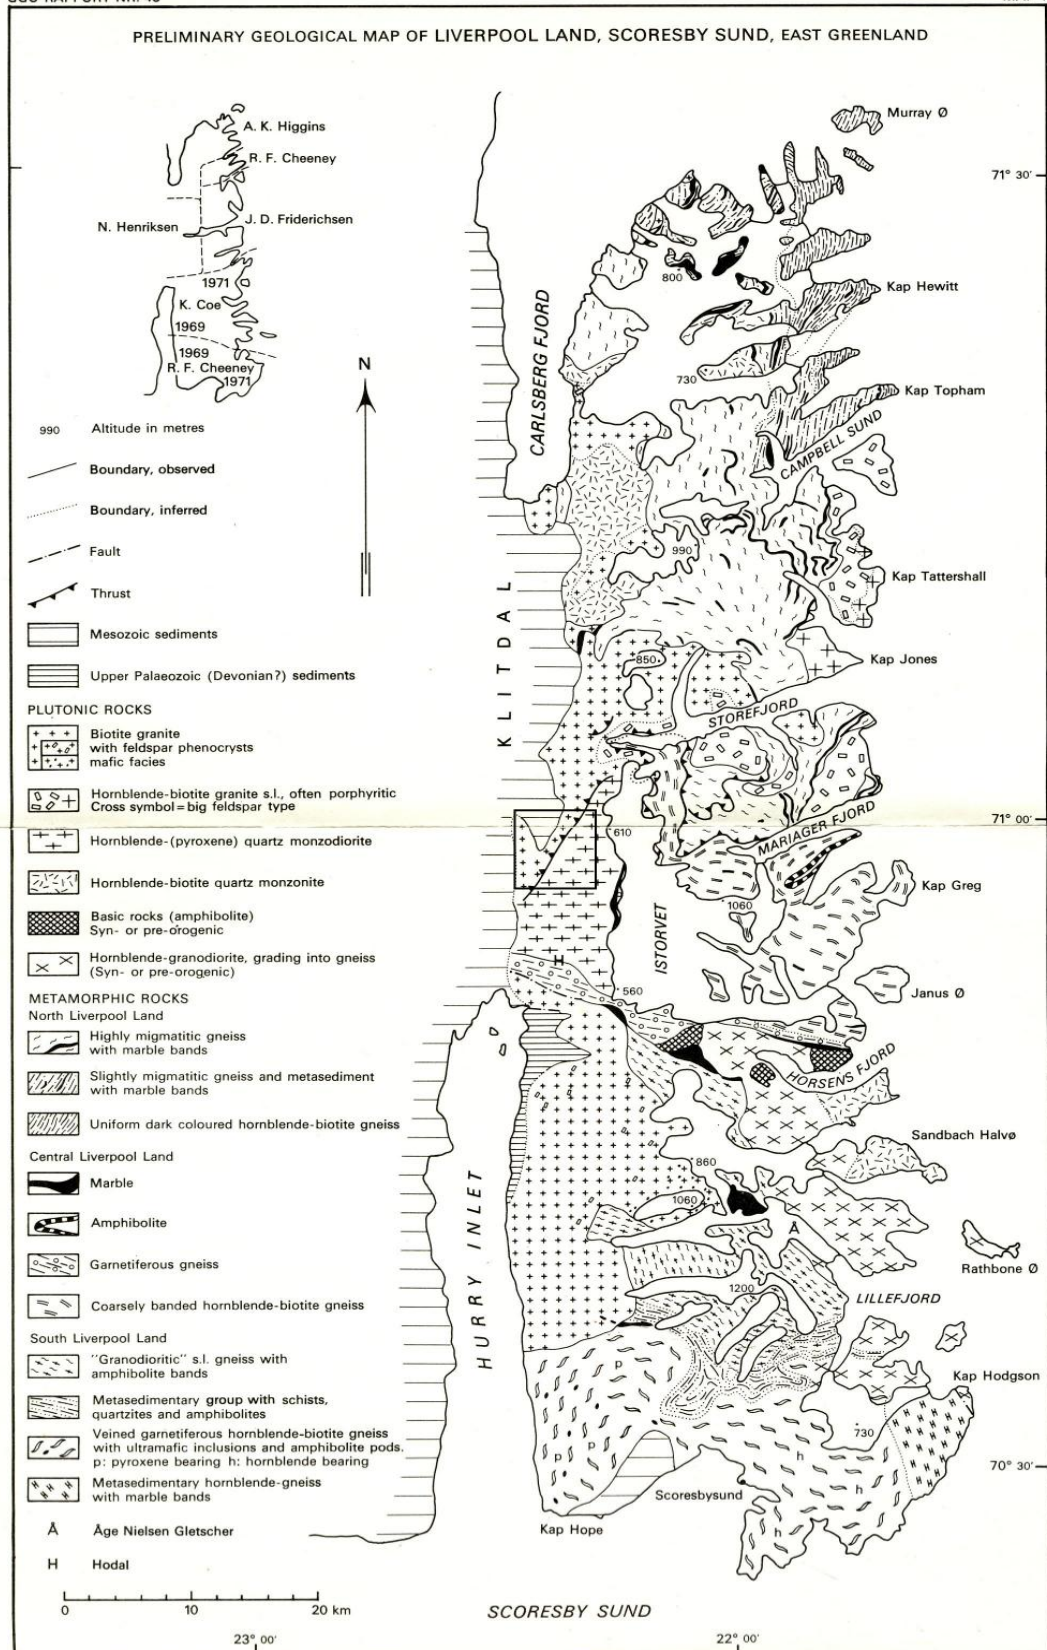 PRELIMINARY GEOLOGICAL MAP OF LIVERPOOL LAND, SCORESBY SUND, EAST GREENLAND
A. K. Higgins
R. F. Cheeney
N. Henriksen
J. D. Friderichsen
1971
K. Coe
1969
1969
R. F. Cheeney
1971
N
990 Altitude in metres
Boundary, observed
Boundary, inferred
Fault
Thrust
Mesozoic sediments
Upper Palaeozoic (Devonian?) sediments
PLUTONIC ROCKS
Biotite granite
with feldspar phenocrysts
mafic facies
Hornblende-biotite granite s.l., often porphyritic
Cross symbol=big feldspar type
Hornblende-(pyroxene) quartz monzodiorite
Hornblende-biotite quartz monzonite
Basic rocks (amphibolite)
Syn- or pre-orogenic
Hornblende-granodiorite, grading into gneiss
(Syn- or pre-orogenic)
METAMORPHIC ROCKS
North Liverpool Land
Highly migmatitic gneiss
with marble bands
Slightly migmatitic gneiss and metasediment
with marble bands
Uniform dark coloured hornblende-biotite gneiss
Central Liverpool Land
Marble
Amphibolite
Garnetiferous gneiss
Coarsely banded hornblende-biotite gneiss
South Liverpool Land
"Granodioritic" s.l. gneiss with
amphibolite bands
Metasedimentary group with schists,
quartzites and amphibolites
Veined garnetiferous hornblende-biotite gneiss
with ultramafic inclusions and amphibolite pods.
p: pyroxene bearing h: hornblende bearing
Metasedimentary hornblende-gneiss
with marble bands
Å Åge Nielsen Gletscher
H Hodal
0 10 20 km
23° 00'
22° 00'
SCORESBY SUND
Murray Ø
71° 30'
800
Kap Hewitt
CARLSBERG FJORD
730
Kap Topham
CAMPBELL SUND
990
Kap Tattershall
KLITDAL
850
Kap Jones
STOREFJORD
71° 00'
610
MARIAGER FJORD
Kap Greg
1060
ISTORVET
H
560
Janus Ø
HORSENS FJORD
Sandbach Halvø
860
1060
Å
Rathbone Ø
HURRY INLET
1200
LILLEFJORD
p
Kap Hodgson
730
p
p
h
h
h
h
70° 30'
Scoresbysund
Kap Hope